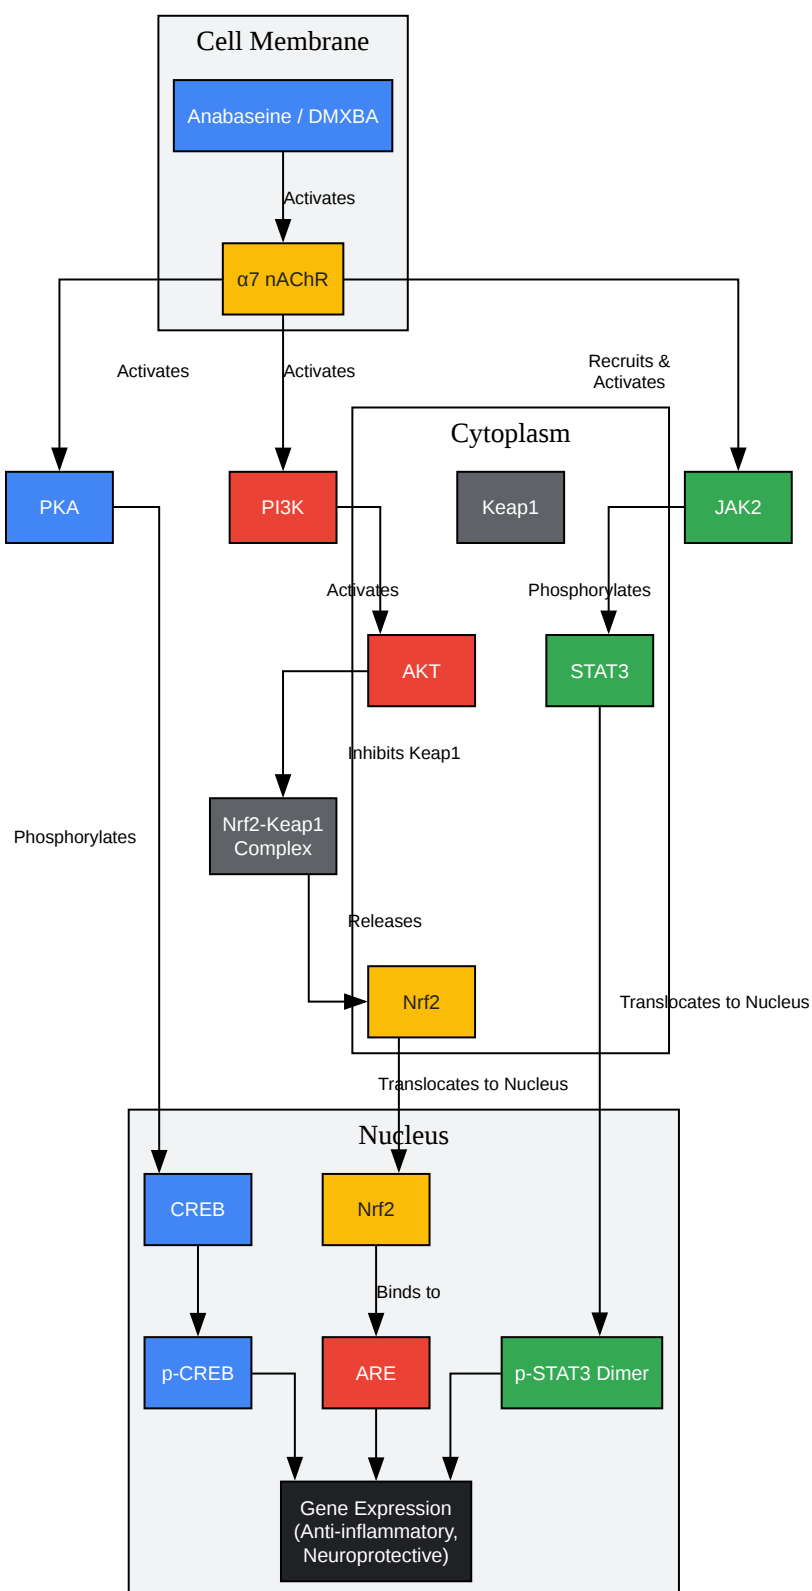 Cell Membrane
Anabaseine / DMXBA
Activates
α7 nAChR
Activates
Activates
Recruits &
Activates
Cytoplasm
PKA
PI3K
Keap1
JAK2
Activates
Phosphorylates
AKT
STAT3
Inhibits Keap1
Nrf2-Keap1
Complex
Phosphorylates
Releases
Nrf2
Translocates to Nucleus
Translocates to Nucleus
Nucleus
CREB
Nrf2
Binds to
p-CREB
ARE
p-STAT3 Dimer
Gene Expression
(Anti-inflammatory,
Neuroprotective)